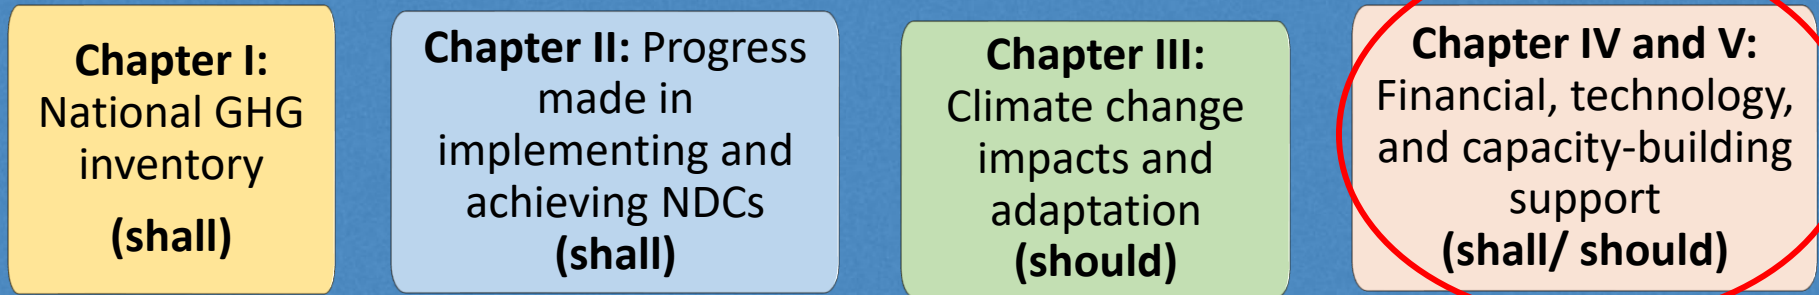 Chapter I:
National GHG
inventory
(shall)
Chapter II: Progress
made in
implementing and
achieving NDCs
(shall)
Chapter III:
Climate change
impacts and
adaptation
(should)
Chapter IV and V:
Financial, technology,
and capacity-building
support
(shall/ should)